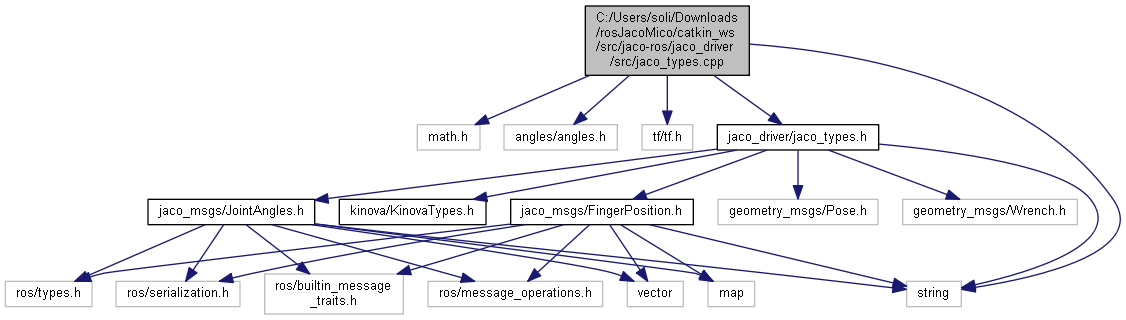 C:/Users/soli/Downloads
/rosJacoMico/catkin_ws
/src/jaco-ros/jaco_driver
/src/jaco_types.cpp
math.h
angles/angles.h
tf/tf.h
jaco_driver/jaco_types.h
jaco_msgs/JointAngles.h
kinova/KinovaTypes.h
jaco_msgs/FingerPosition.h
geometry_msgs/Pose.h
geometry_msgs/Wrench.h
ros/types.h
ros/serialization.h
ros/builtin_message
_traits.h
ros/message_operations.h
vector
map
string